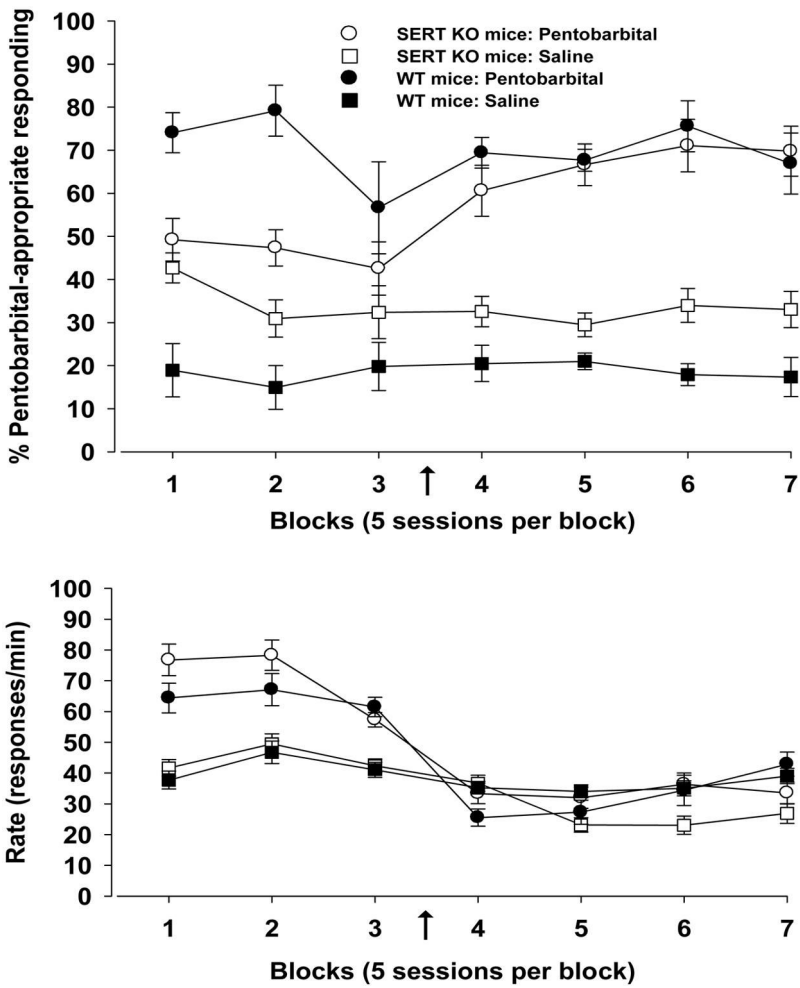 % Pentobarbital-appropriate responding
100
90
80
70
60
50
40
30
20
10
0
SERT KO mice: Pentobarbital
SERT KO mice: Saline
WT mice: Pentobarbital
WT mice: Saline
1 2 3 ↑ 4 5 6 7
Blocks (5 sessions per block)
Rate (responses/min)
100
90
80
70
60
50
40
30
20
10
0
1 2 3 ↑ 4 5 6 7
Blocks (5 sessions per block)